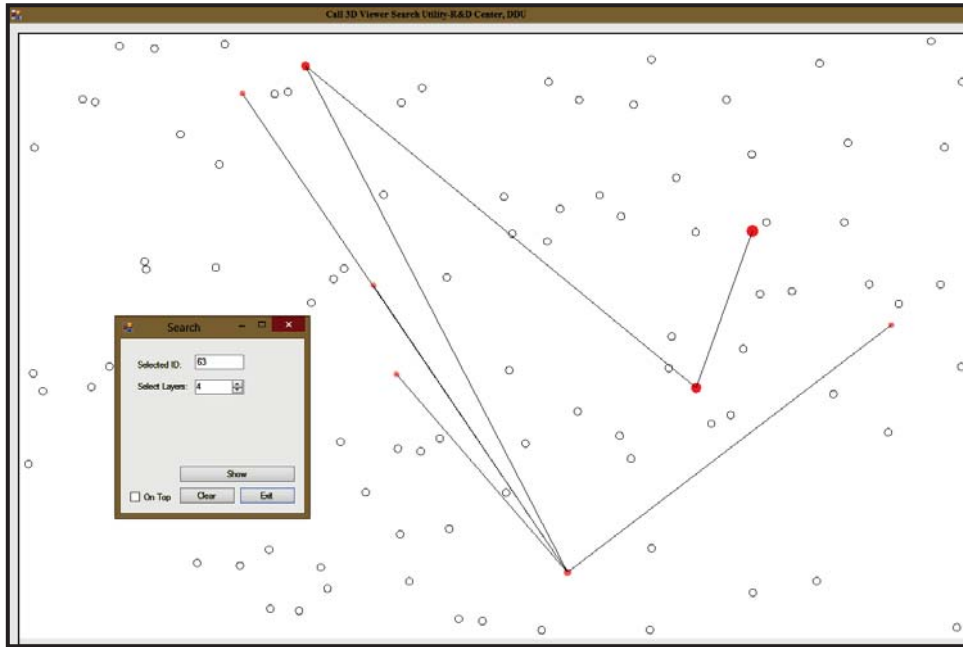 Call 3D Viewer Search Utility-R&D Center, DDU
Search
Selected ID: 63
Select Layers: 4
Show
On Top Clear Exit